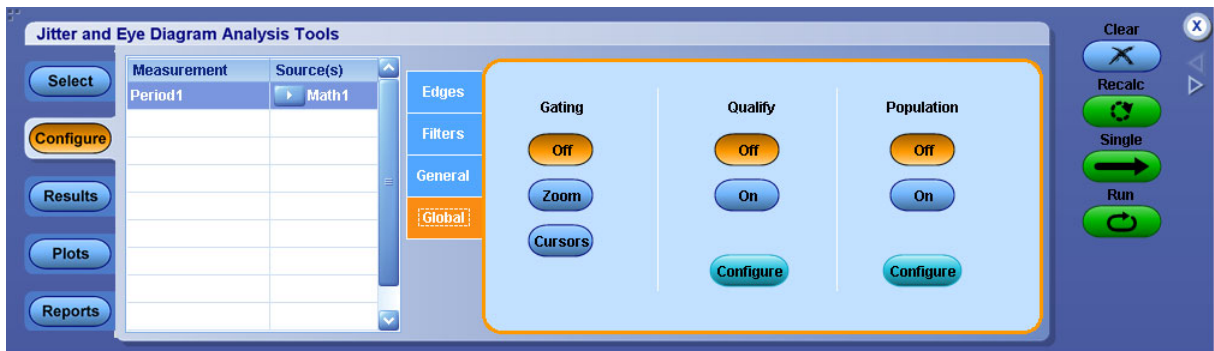 Jitter and Eye Diagram Analysis Tools
Select
Configure
Results
Plots
Reports
Measurement Source(s)
Period1 Math1
Edges
Filters
General
Global
Gating
Off
Zoom
Cursors
Qualify
Off
On
Configure
Population
Off
On
Configure
Clear
Recalc
Single
Run
X